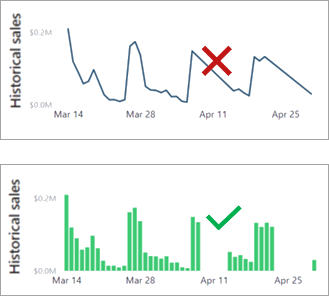 Historical sales
$0.2M
$0.0M
Mar 14 Mar 28 Apr 11 Apr 25
Historical sales
$0.2M
$0.0M
Mar 14 Mar 28 Apr 11 Apr 25